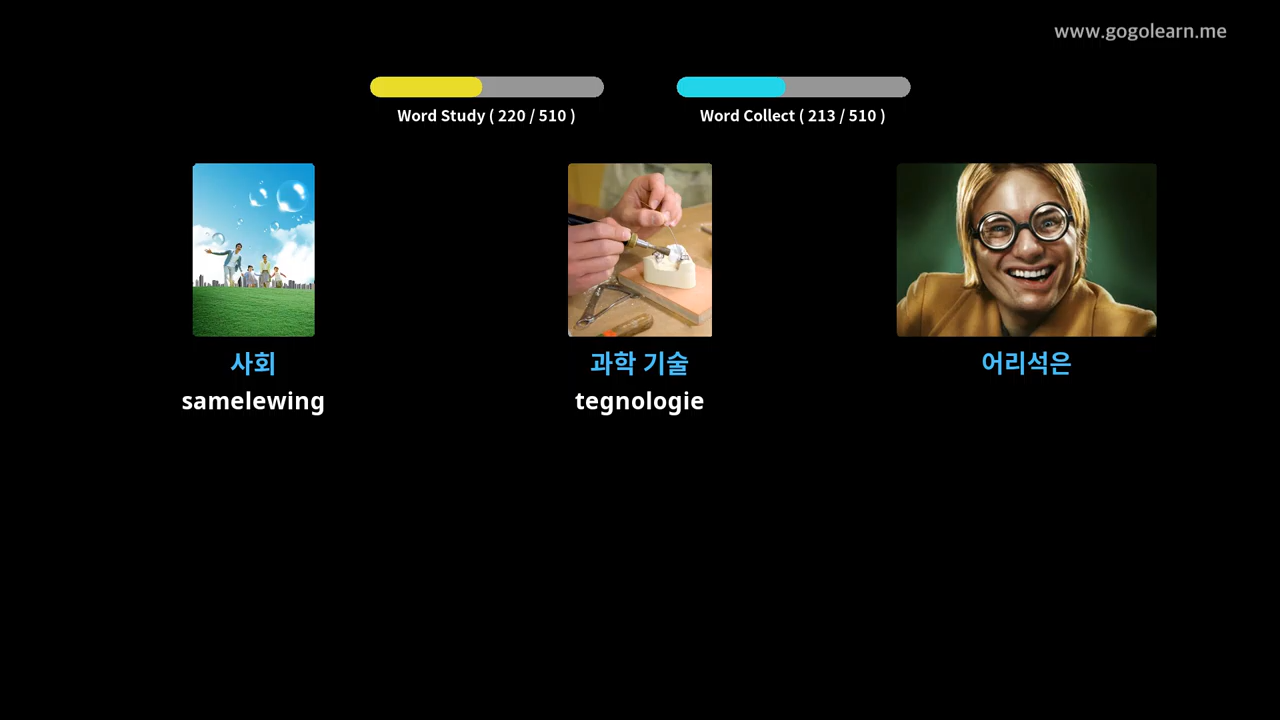 www.gogolearn.me
Word Study ( 220 / 510 )
Word Collect ( 213 / 510 )
사회
samelewing
과학 기술
tegnologie
어리석은